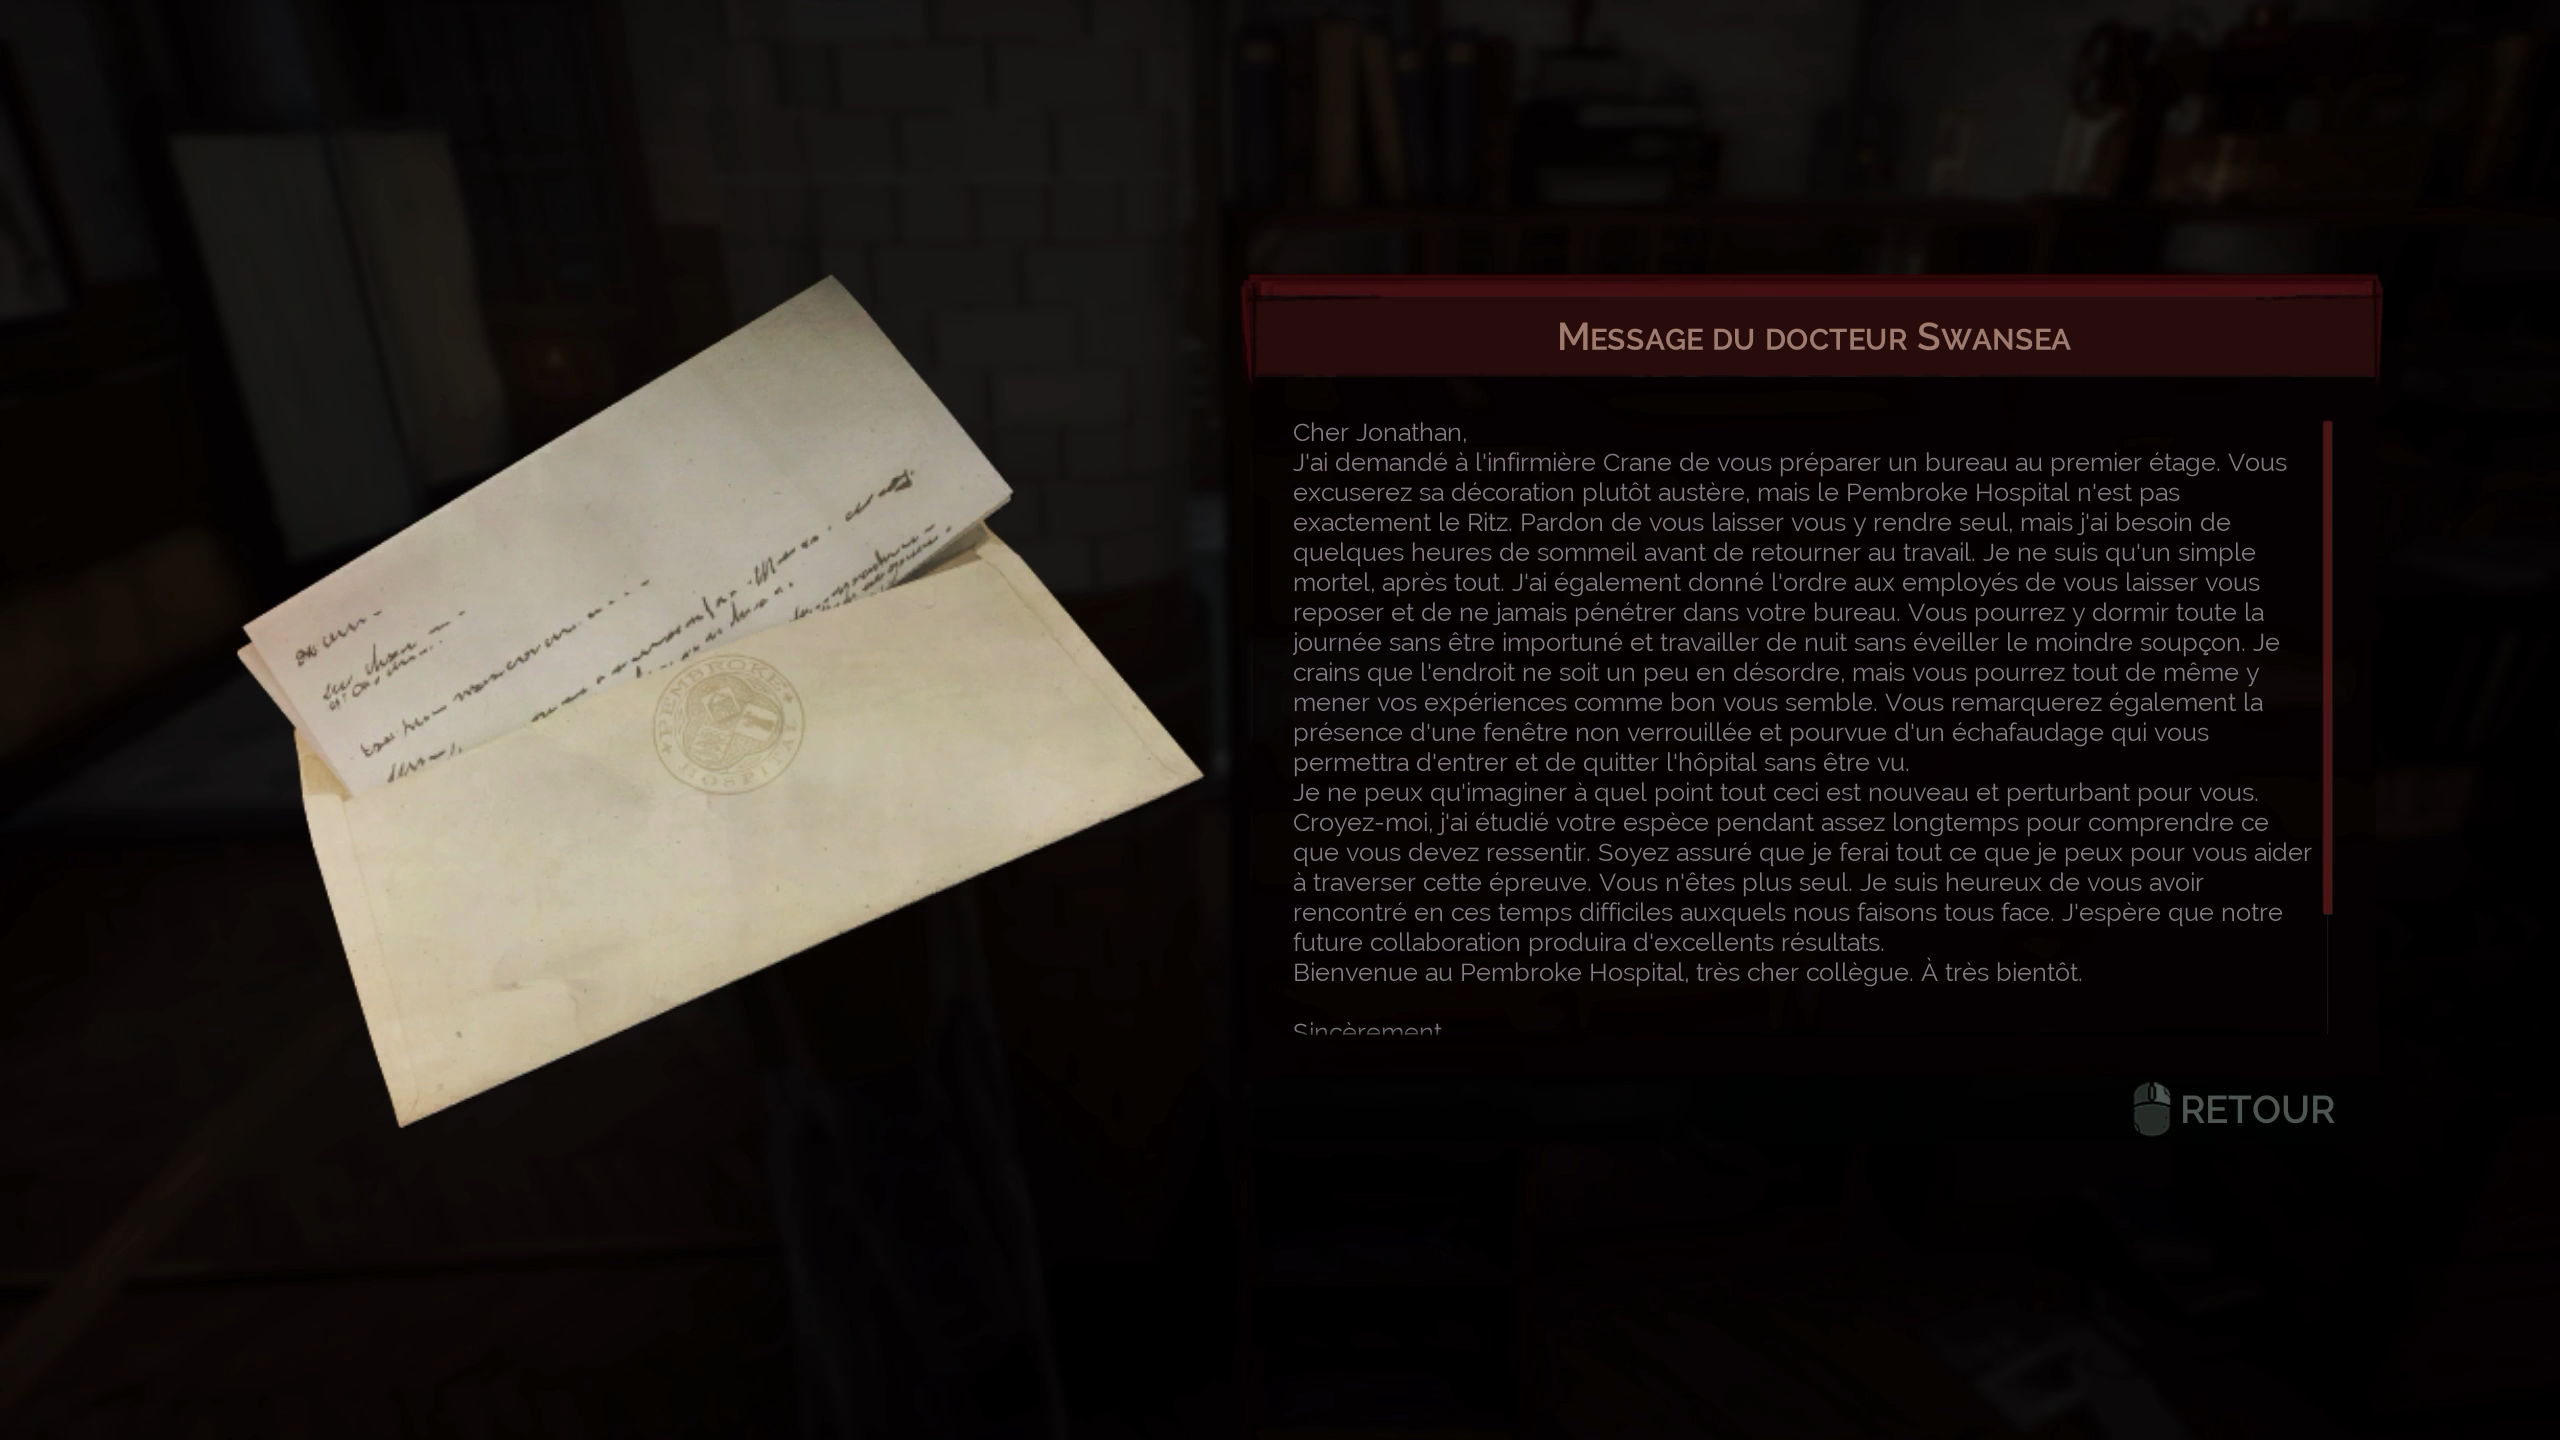 Message du docteur Swansea
Cher Jonathan,
J'ai demandé à l'infirmière Crane de vous préparer un bureau au premier étage. Vous
excuserez sa décoration plutôt austère, mais le Pembroke Hospital n'est pas
exactement le Ritz. Pardon de vous laisser vous y rendre seul, mais j'ai besoin de
quelques heures de sommeil avant de retourner au travail. Je ne suis qu'un simple
mortel, après tout. J'ai également donné l'ordre aux employés de vous laisser vous
reposer et de ne jamais pénétrer dans votre bureau. Vous pourrez y dormir toute la
journée sans être importuné et travailler de nuit sans éveiller le moindre soupçon. Je
crains que l'endroit ne soit un peu en désordre, mais vous pourrez tout de même y
mener vos expériences comme bon vous semble. Vous remarquerez également la
présence d'une fenêtre non verrouillée et pourvue d'un échafaudage qui vous
permettra d'entrer et de quitter l'hôpital sans être vu.
Je ne peux qu'imaginer à quel point tout ceci est nouveau et perturbant pour vous.
Croyez-moi, j'ai étudié votre espèce pendant assez longtemps pour comprendre ce
que vous devez ressentir. Soyez assuré que je ferai tout ce que je peux pour vous aider
à traverser cette épreuve. Vous n'êtes plus seul. Je suis heureux de vous avoir
rencontré en ces temps difficiles auxquels nous faisons tous face. J'espère que notre
future collaboration produira d'excellents résultats.
Bienvenue au Pembroke Hospital, très cher collègue. À très bientôt.
Sincèrement
PEMBROKE
HOSPITAL
RETOUR